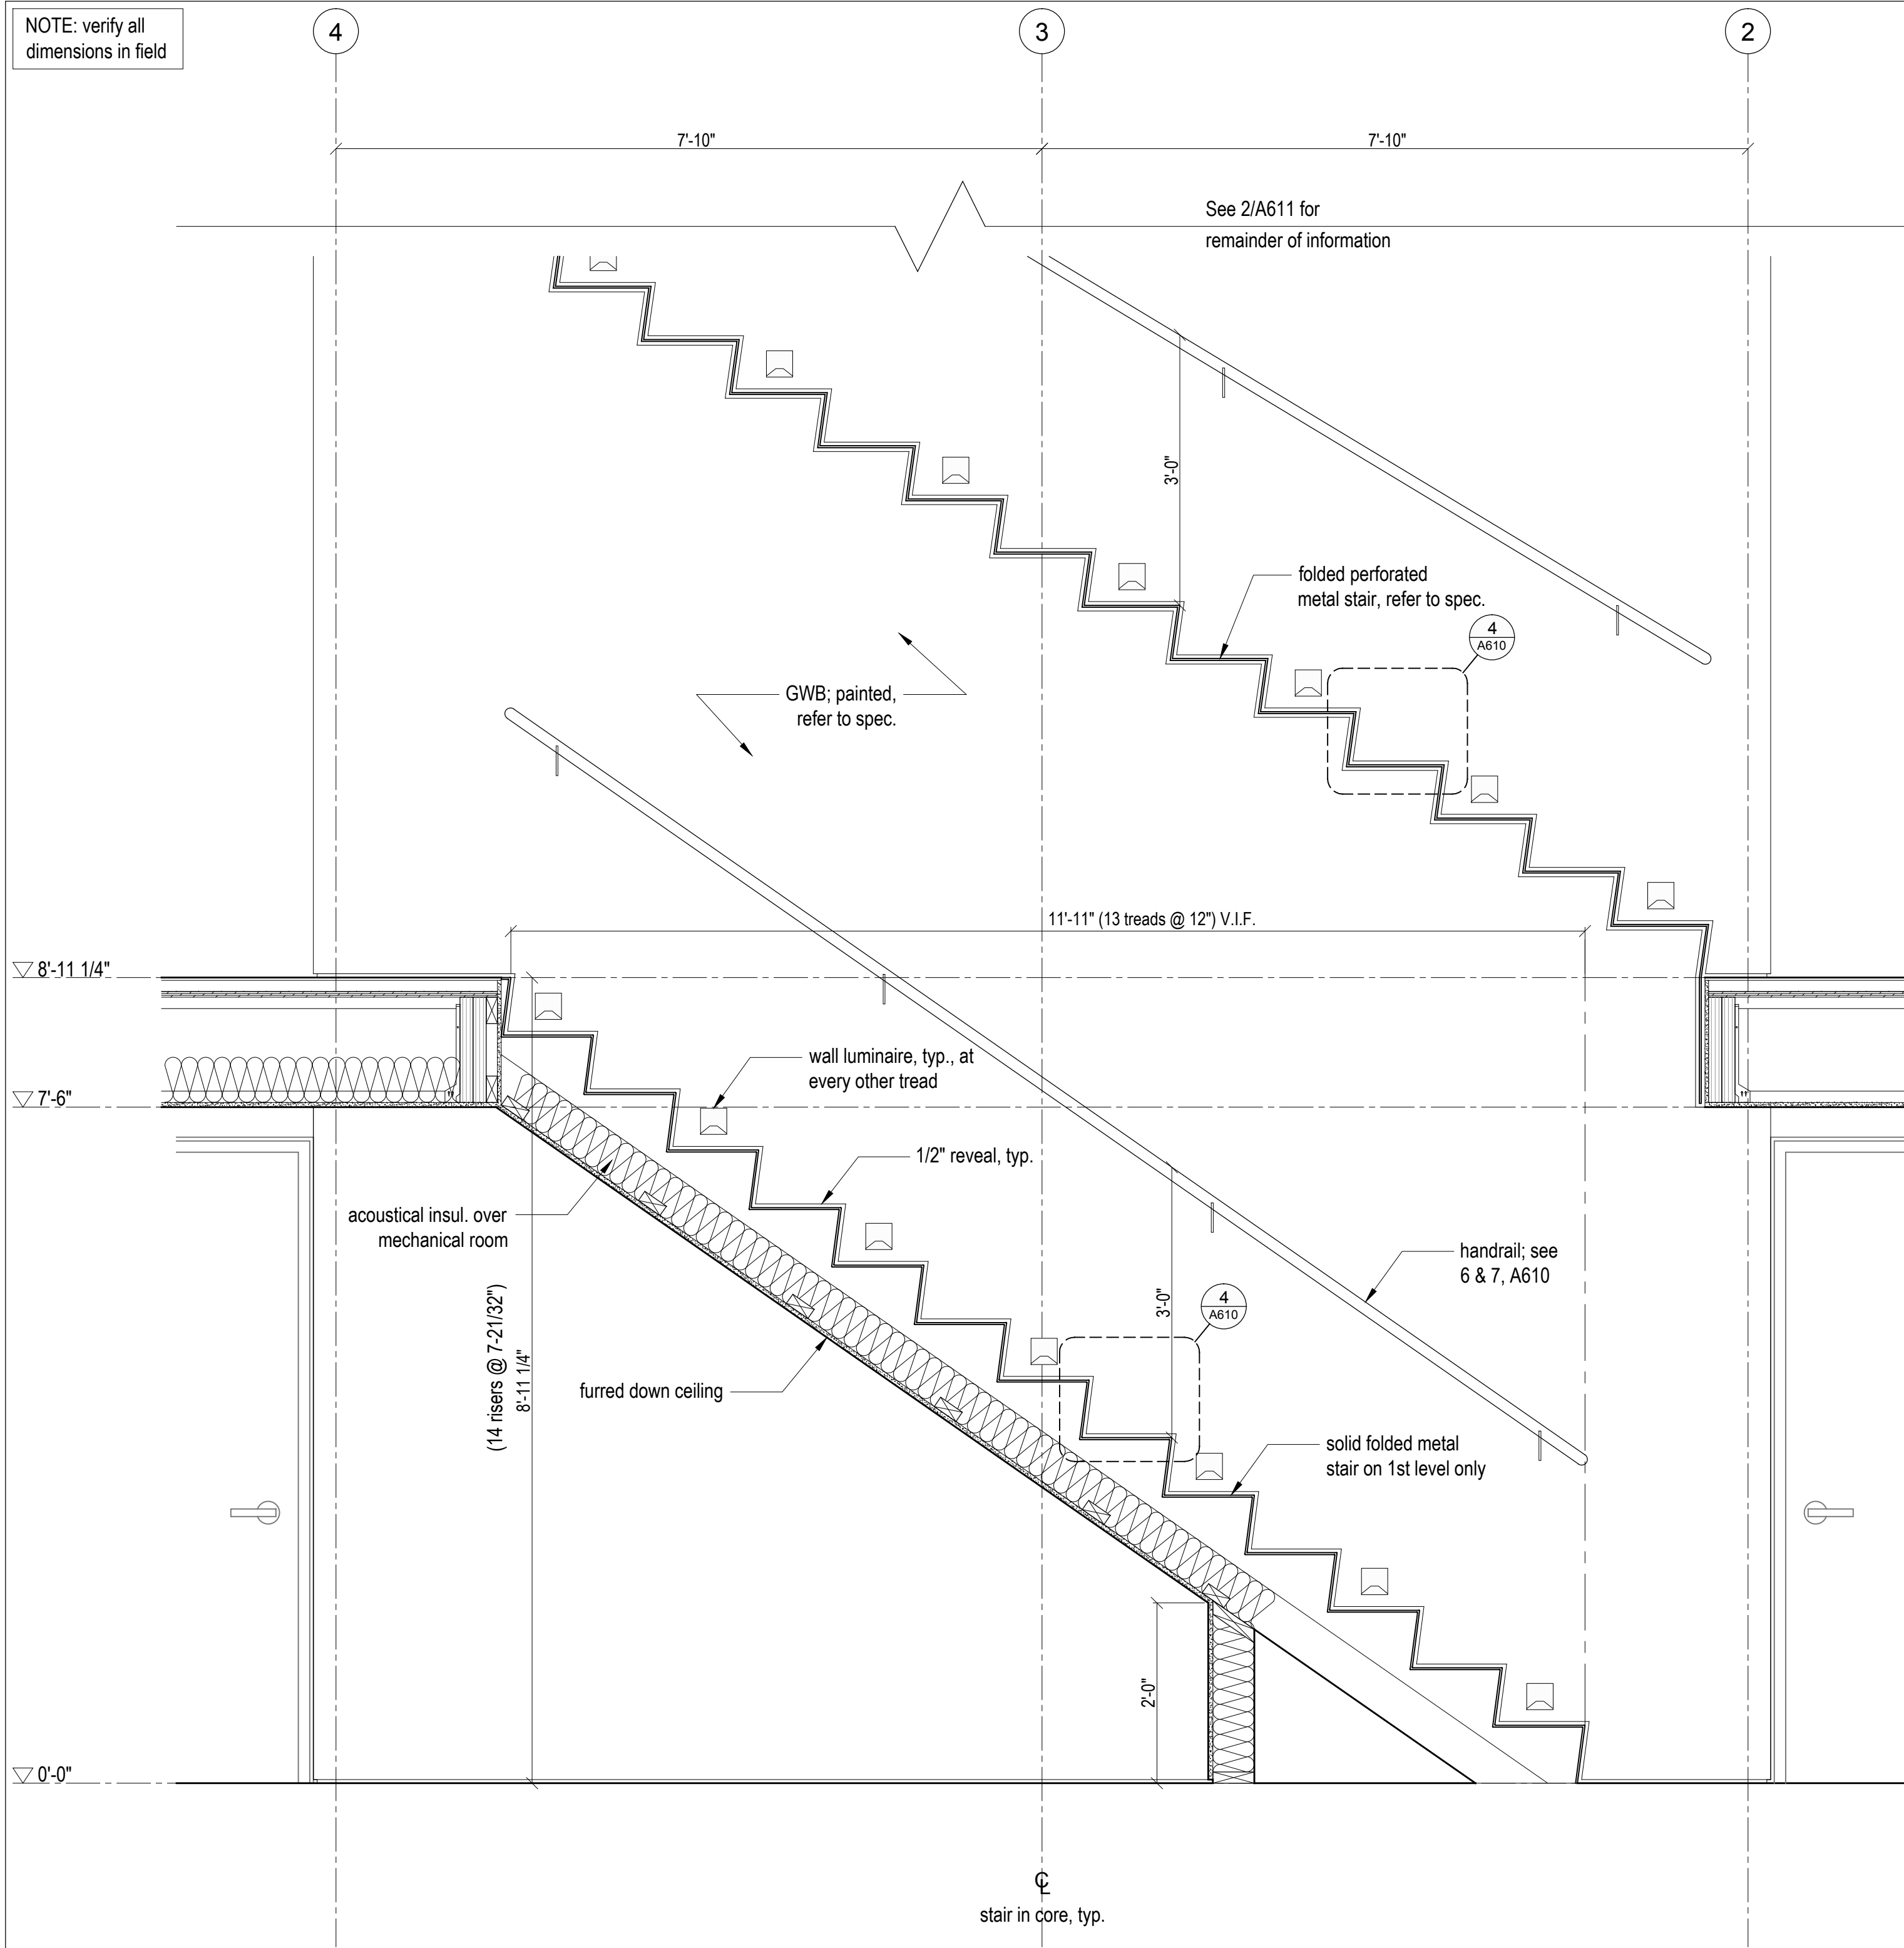 NOTE: verify all
dimensions in field
4
3
2
7'-10"
7'-10"
See 2/A611 for
remainder of information
3'-0"
folded perforated
metal stair, refer to spec.
4
A610
GWB; painted,
refer to spec.
11'-11" (13 treads @ 12") V.I.F.
8'-11 1/4"
wall luminaire, typ., at
every other tread
7'-6"
1/2" reveal, typ.
acoustical insul. over
mechanical room
handrail; see
6 & 7, A610
(14 risers @ 7-21/32")
8'-11 1/4"
3'-0"
4
A610
furred down ceiling
solid folded metal
stair on 1st level only
2'-0"
0'-0"
℄
stair in core, typ.